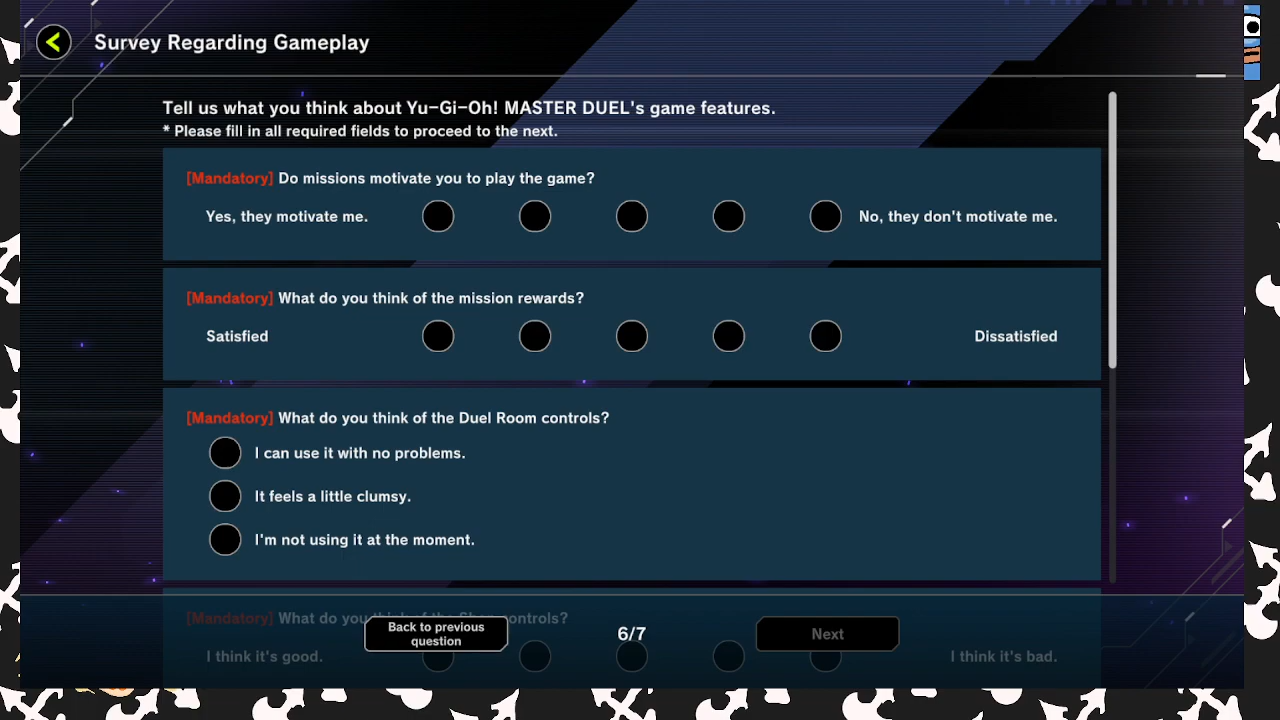 Survey Regarding Gameplay
Tell us what you think about Yu-Gi-Oh! MASTER DUEL's game features.
* Please fill in all required fields to proceed to the next.
[Mandatory] Do missions motivate you to play the game?
Yes, they motivate me. No, they don't motivate me.
[Mandatory] What do you think of the mission rewards?
Satisfied Dissatisfied
[Mandatory] What do you think of the Duel Room controls?
I can use it with no problems.
It feels a little clumsy.
I'm not using it at the moment.
[Mandatory] What do you think of the Shop controls?
Back to previous
question
6/7
Next
I think it's good. I think it's bad.